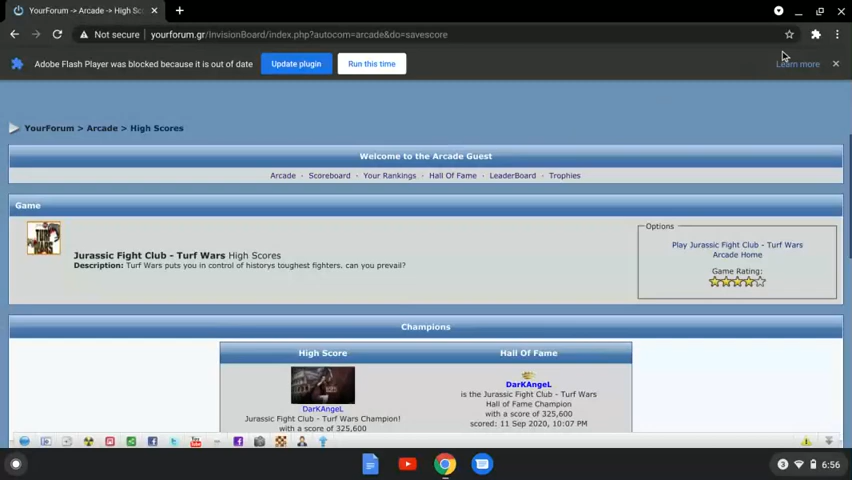 YourForum -> Arcade -> High Sc
Not secure
yourforum.gr/InvisionBoard/index.php?autocom=arcade&do=savescore
Adobe Flash Player was blocked because it is out of date
Update plugin
Run this time
Learn more
YourForum > Arcade > High Scores
Welcome to the Arcade Guest
Arcade · Scoreboard · Your Rankings · Hall Of Fame · LeaderBoard · Trophies
Game
TURF WARS
Jurassic Fight Club - Turf Wars High Scores
Description: Turf Wars puts you in control of historys toughest fighters. can you prevail?
Options
Play Jurassic Fight Club - Turf Wars
Arcade Home
Game Rating:
Champions
High Score
DarKAngeL
Jurassic Fight Club - Turf Wars Champion!
with a score of 325,600
Hall Of Fame
DarKAngeL
is the Jurassic Fight Club - Turf Wars
Hall of Fame Champion
with a score of 325,600
scored: 11 Sep 2020, 10:07 PM
3
6:56